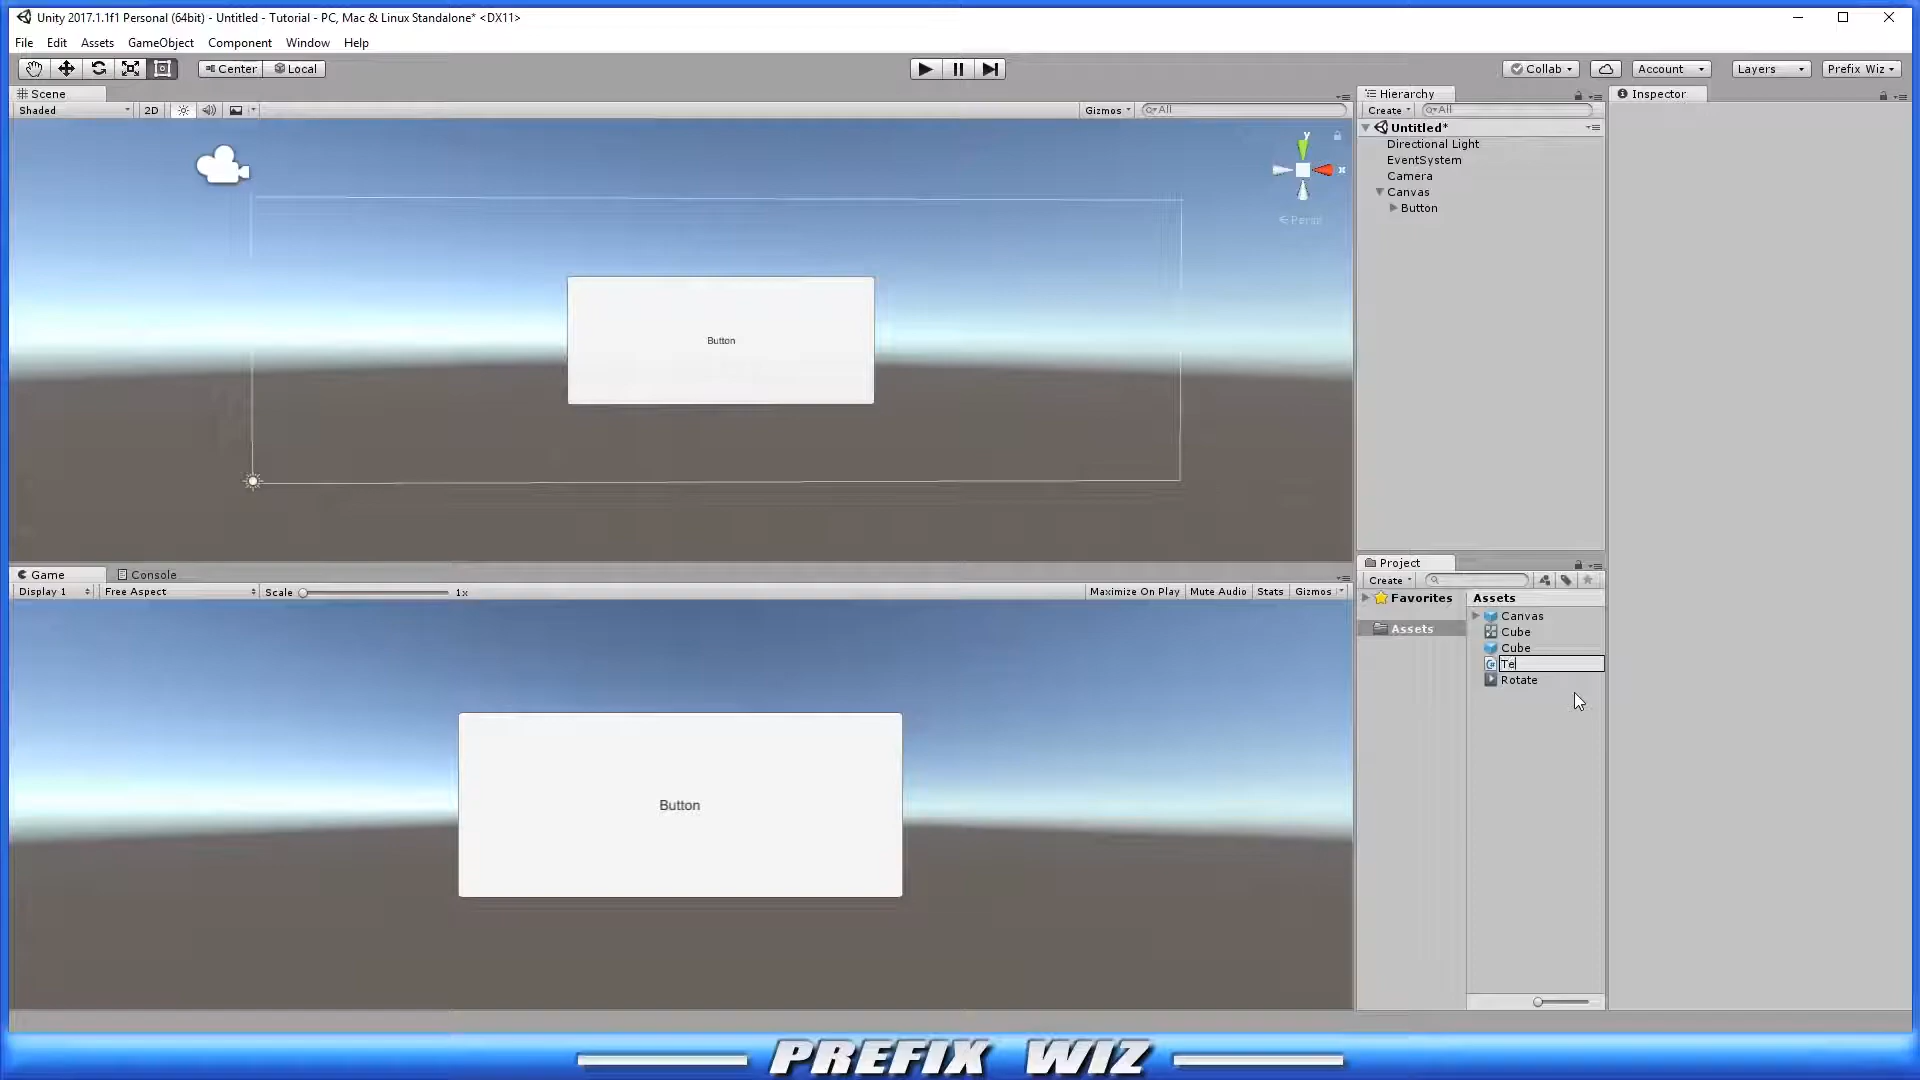 Unity 2017.1.1f1 Personal (64bit) - Untitled - Tutorial - PC, Mac & Linux Standalone* <DX11>
File Edit Assets GameObject Component Window Help
Center Local Collab Account Layers Prefix Wiz
Scene
Shaded 2D Gizmos All
y
x
Persp
Hierarchy
Create All
Untitled*
Directional Light
EventSystem
Camera
Canvas
Button
Inspector
Button
Game Console
Display 1 Free Aspect Scale 1x Maximize On Play Mute Audio Stats Gizmos
Button
Project
Create
Favorites
Assets
Assets
Canvas
Cube
Cube
Te
Rotate
PREFIX WIZ